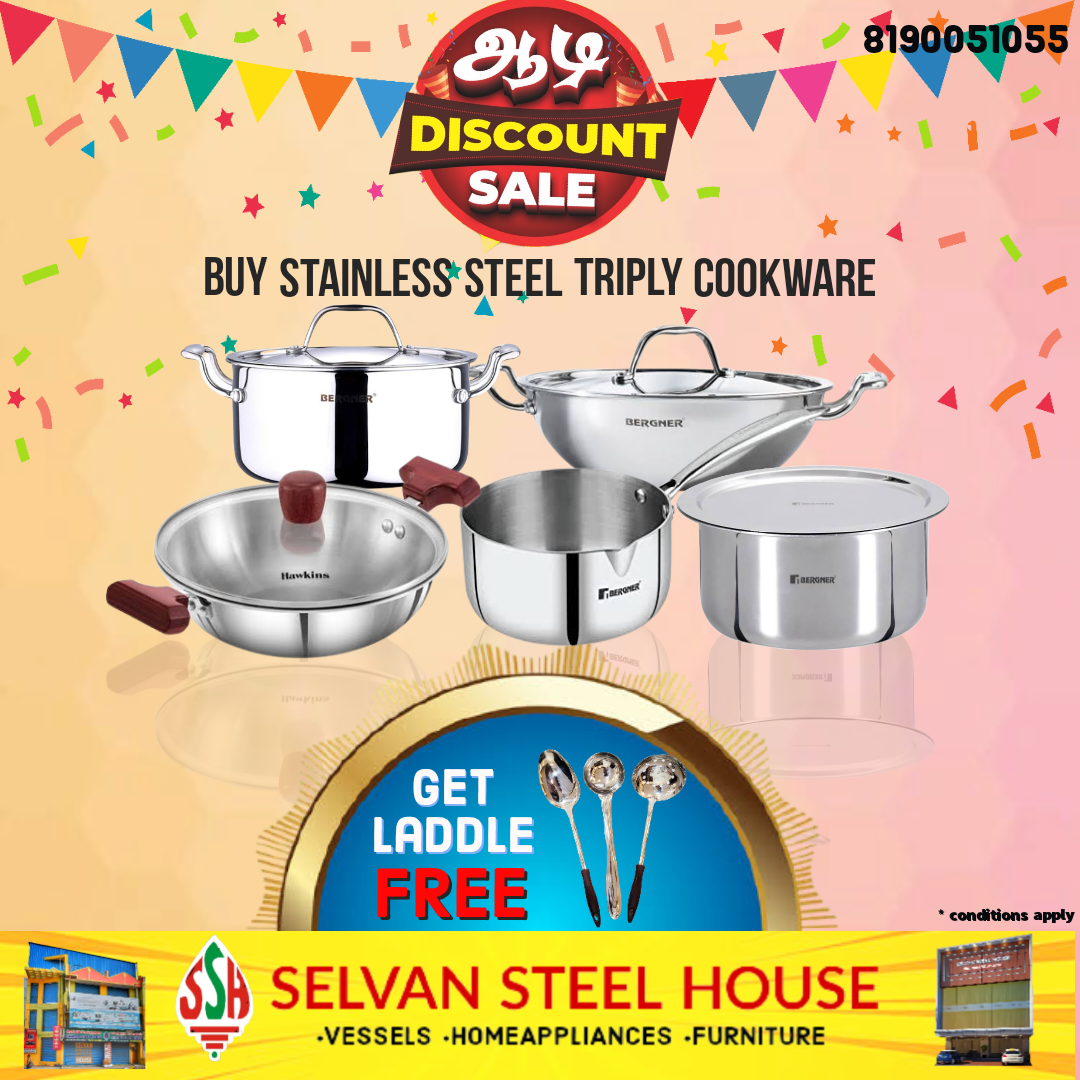 8190051055
ஆடி
DISCOUNT
SALE
BUY STAINLESS STEEL TRIPLY COOKWARE
BERGNER
BERGNER
Hawkins
BERGNER
BERGNER
BERGNER
GET
LADDLE
FREE
* conditions apply
SSH
SELVAN STEEL HOUSE
·VESSELS ·HOMEAPPLIANCES ·FURNITURE